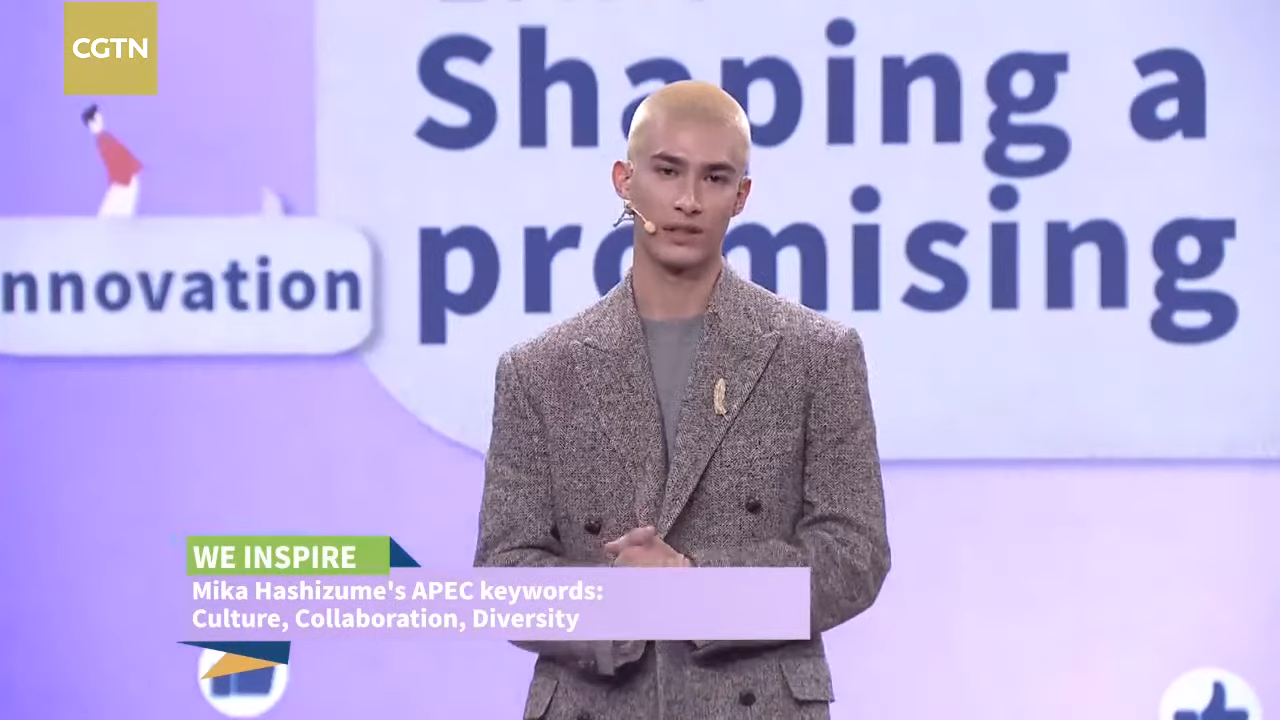 CGTN
Shaping a
promising
nnovation
WE INSPIRE
Mika Hashizume's APEC keywords:
Culture, Collaboration, Diversity